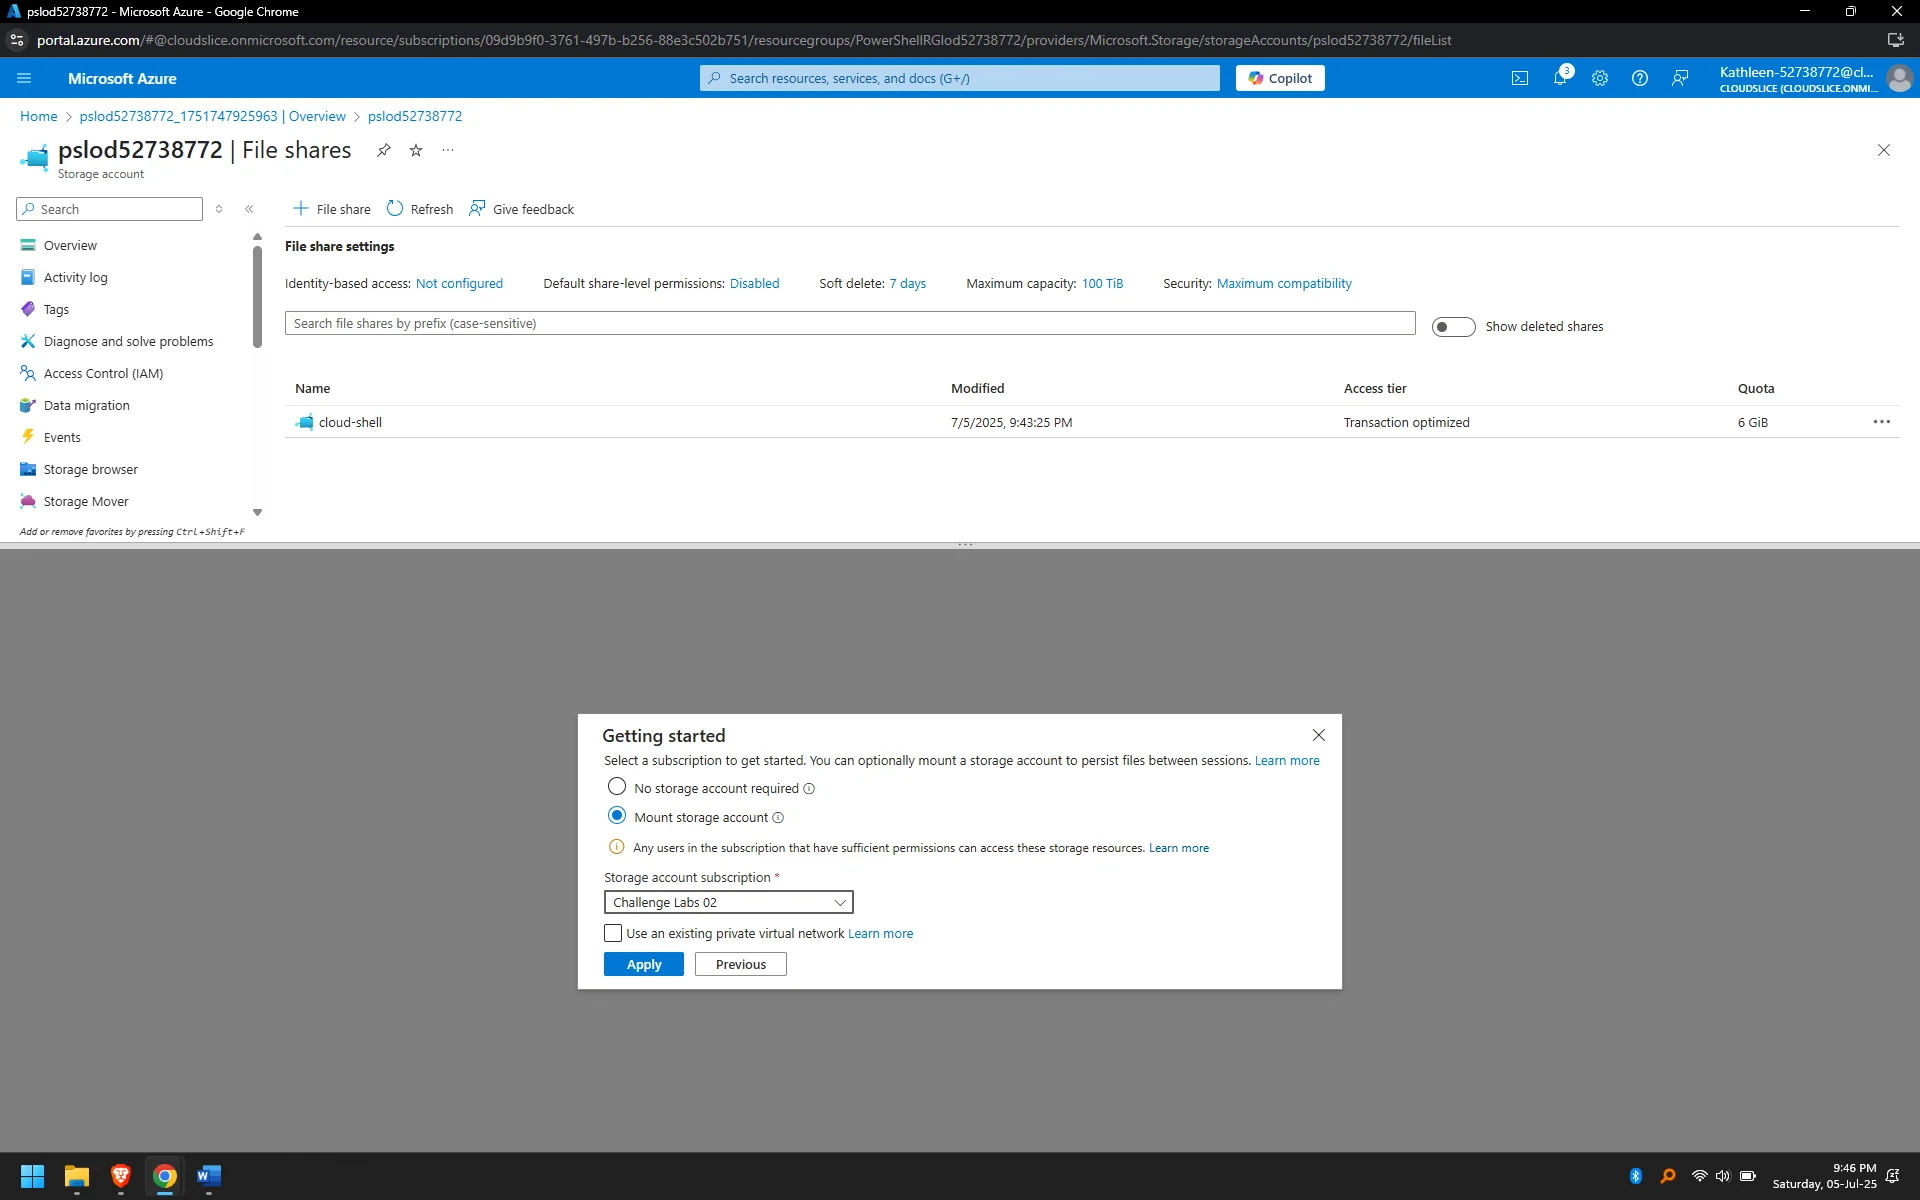 pslod52738772 - Microsoft Azure - Google Chrome
portal.azure.com/#@cloudslice.onmicrosoft.com/resource/subscriptions/09d9b9f0-3761-497b-b256-88e3c502b751/resourcegroups/PowerShellRGlod52738772/providers/Microsoft.Storage/storageAccounts/pslod52738772/fileList
Microsoft Azure
Search resources, services, and docs (G+/)
Copilot
3
Kathleen-52738772@cl...
CLOUDSLICE (CLOUDSLICE.ONMI...
Home > pslod52738772_1751747925963 | Overview > pslod52738772
pslod52738772 | File shares
Storage account
Search
File share
Refresh
Give feedback
Overview
Activity log
Tags
Diagnose and solve problems
Access Control (IAM)
Data migration
Events
Storage browser
Storage Mover
Add or remove favorites by pressing Ctrl+Shift+F
File share settings
Identity-based access: Not configured
Default share-level permissions: Disabled
Soft delete: 7 days
Maximum capacity: 100 TiB
Security: Maximum compatibility
Search file shares by prefix (case-sensitive)
Show deleted shares
Name Modified Access tier Quota
cloud-shell 7/5/2025, 9:43:25 PM Transaction optimized 6 GiB
Getting started
Select a subscription to get started. You can optionally mount a storage account to persist files between sessions. Learn more
No storage account required
Mount storage account
Any users in the subscription that have sufficient permissions can access these storage resources. Learn more
Storage account subscription *
Challenge Labs 02
Use an existing private virtual network Learn more
Apply
Previous
9:46 PM
Saturday, 05-Jul-25